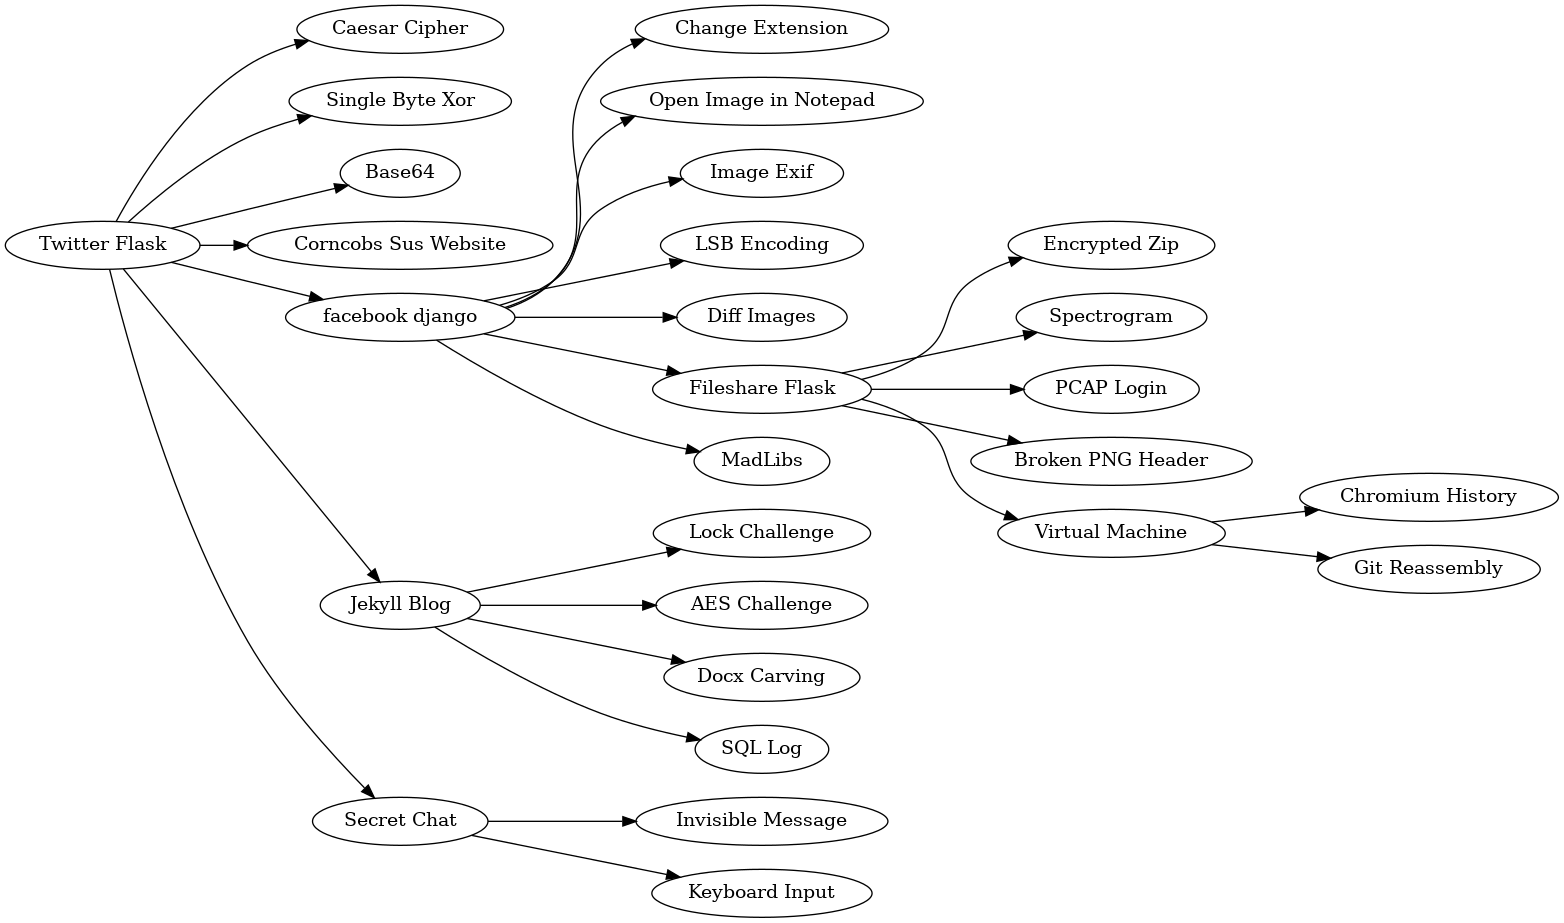 Twitter Flask
Caesar Cipher
Single Byte Xor
Base64
Corncobs Sus Website
facebook django
Jekyll Blog
Secret Chat
Change Extension
Open Image in Notepad
Image Exif
LSB Encoding
Diff Images
Fileshare Flask
MadLibs
Lock Challenge
AES Challenge
Docx Carving
SQL Log
Invisible Message
Keyboard Input
Encrypted Zip
Spectrogram
PCAP Login
Broken PNG Header
Virtual Machine
Chromium History
Git Reassembly